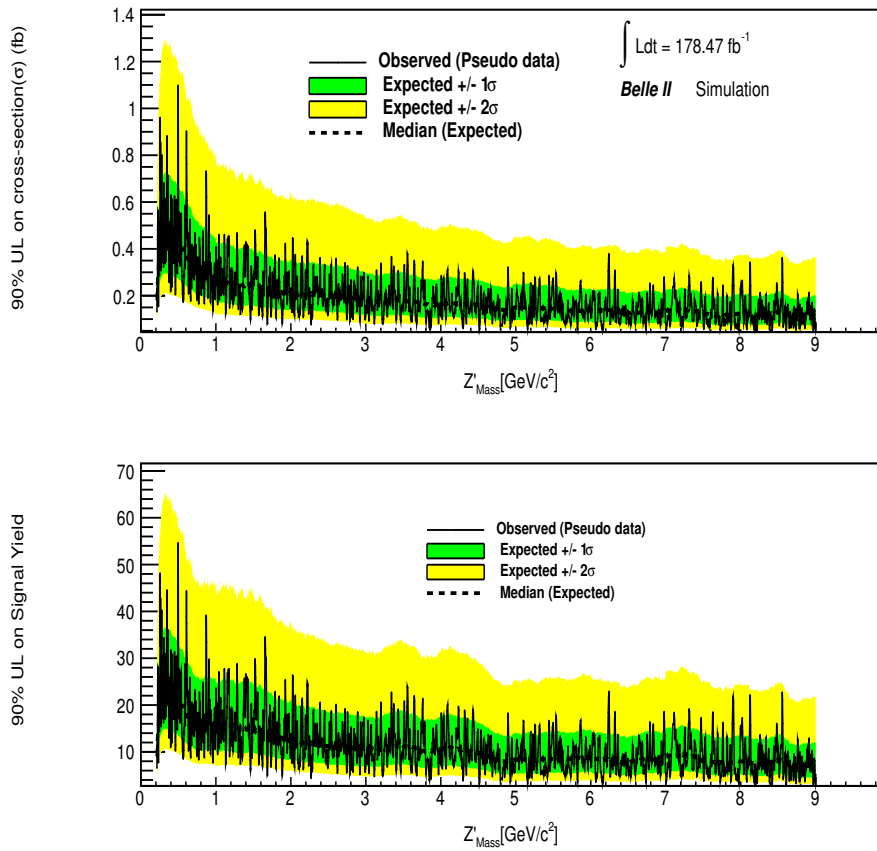 90% UL on cross-section(σ) (fb)
1.4
1.2
1
0.8
0.6
0.4
0.2
Observed (Pseudo data)
Expected +/- 1σ
Expected +/- 2σ
Median (Expected)
∫ Ldt = 178.47 fb⁻¹
Belle II Simulation
0 1 2 3 4 5 6 7 8 9
Z'Mass[GeV/c²]
90% UL on Signal Yield
70
60
50
40
30
20
10
Observed (Pseudo data)
Expected +/- 1σ
Expected +/- 2σ
Median (Expected)
0 1 2 3 4 5 6 7 8 9
Z'Mass[GeV/c²]